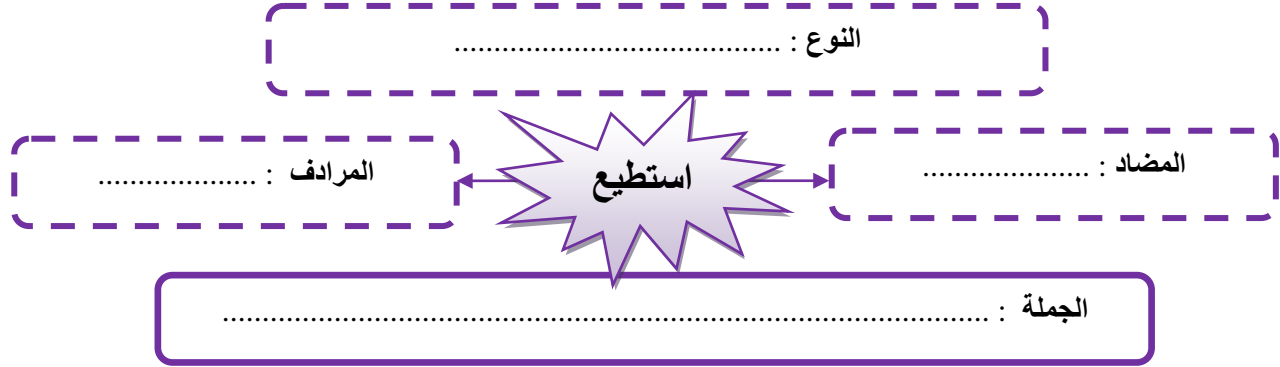 النوع : .........................................
المضاد : .....................
استطيع
المرادف : ....................
الجملة : ...............................................................................................